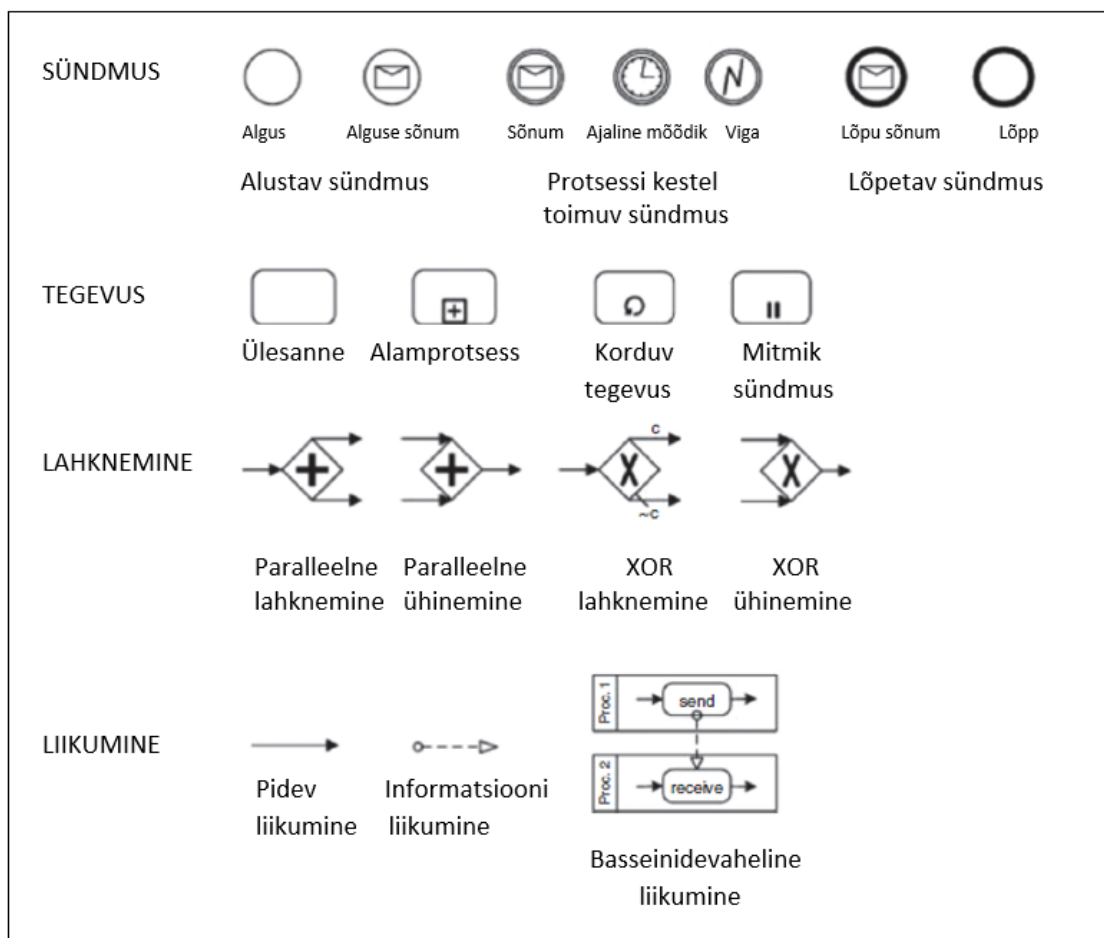 SÜNDMUS
Algus Alguse sõnum Sõnum Ajaline mõõdik Viga Lõpu sõnum Lõpp
Alustav sündmus Protsessi kestel Lõpetav sündmus
toimuv sündmus
TEGEVUS
Ülesanne Alamprotsess Korduv Mitmik
tegevus sündmus
c
LAHKNEMINE
X X
~c
Paralleelne Paralleelne XOR XOR
lahknemine ühinemine lahknemine ühinemine
Proc. 1
send
LIIKUMINE
Proc. 2
receive
Pidev Informatsiooni
liikumine liikumine
Basseinidevaheline
liikumine